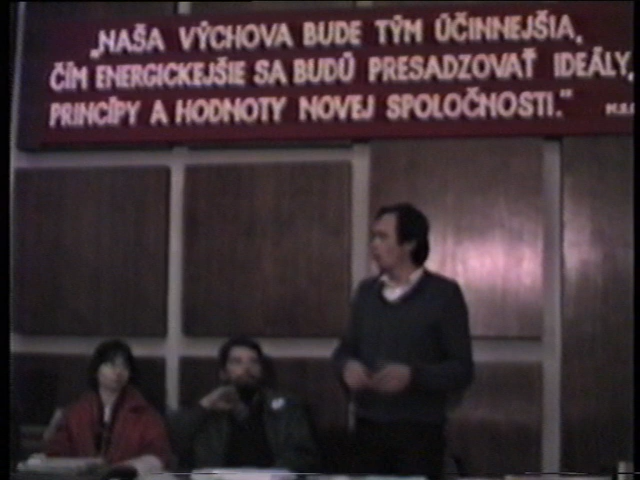 „NAŠA VÝCHOVA BUDE TÝM ÚČINNEJŠIA,
ČÍM ENERGICKEJŠIE SA BUDÚ PRESADZOVAŤ IDEÁLY,
PRINCÍPY A HODNOTY NOVEJ SPOLOČNOSTI.“